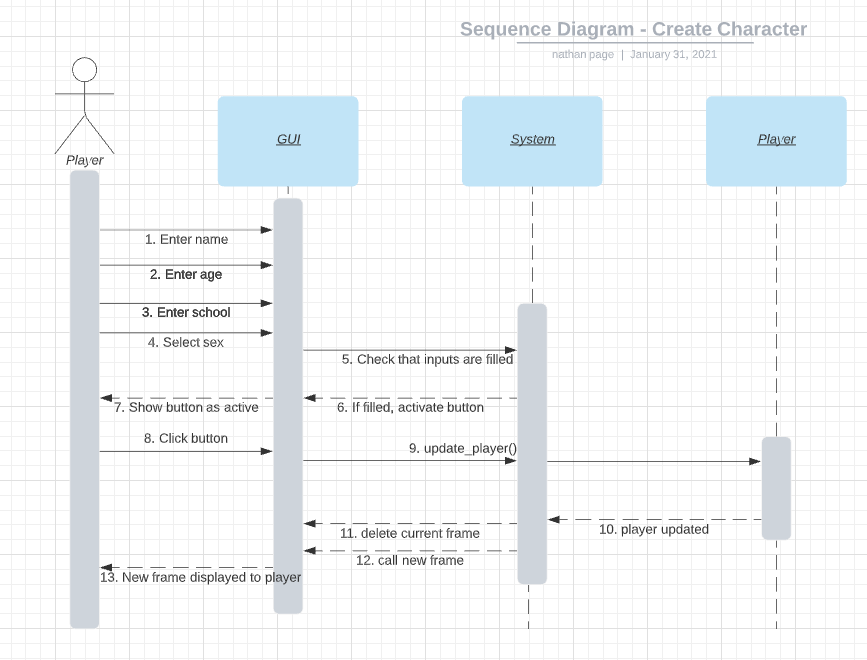 Sequence Diagram - Create Character
nathan page | January 31, 2021
Player
GUI
System
Player
1. Enter name
2. Enter age
3. Enter school
4. Select sex
5. Check that inputs are filled
7. Show button as active
6. If filled, activate button
8. Click button
9. update_player()
10. player updated
11. delete current frame
12. call new frame
13. New frame displayed to player